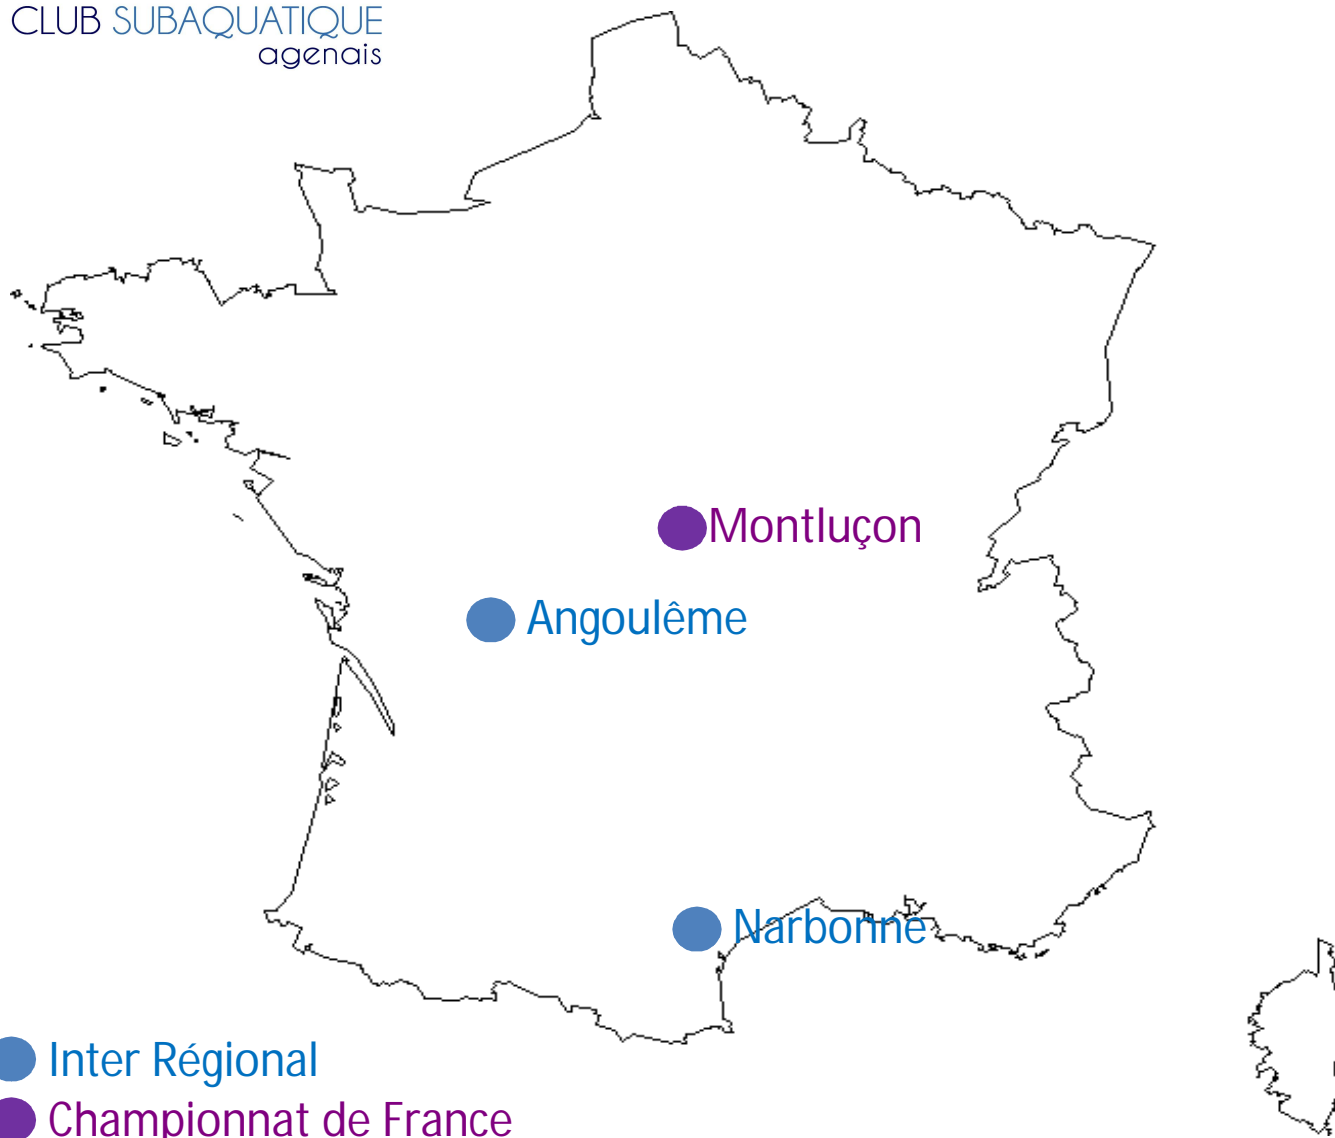 CLUB SUBAQUATIQUE
agenais
Montluçon
Angoulême
Narbonne
Inter Régional
Championnat de France